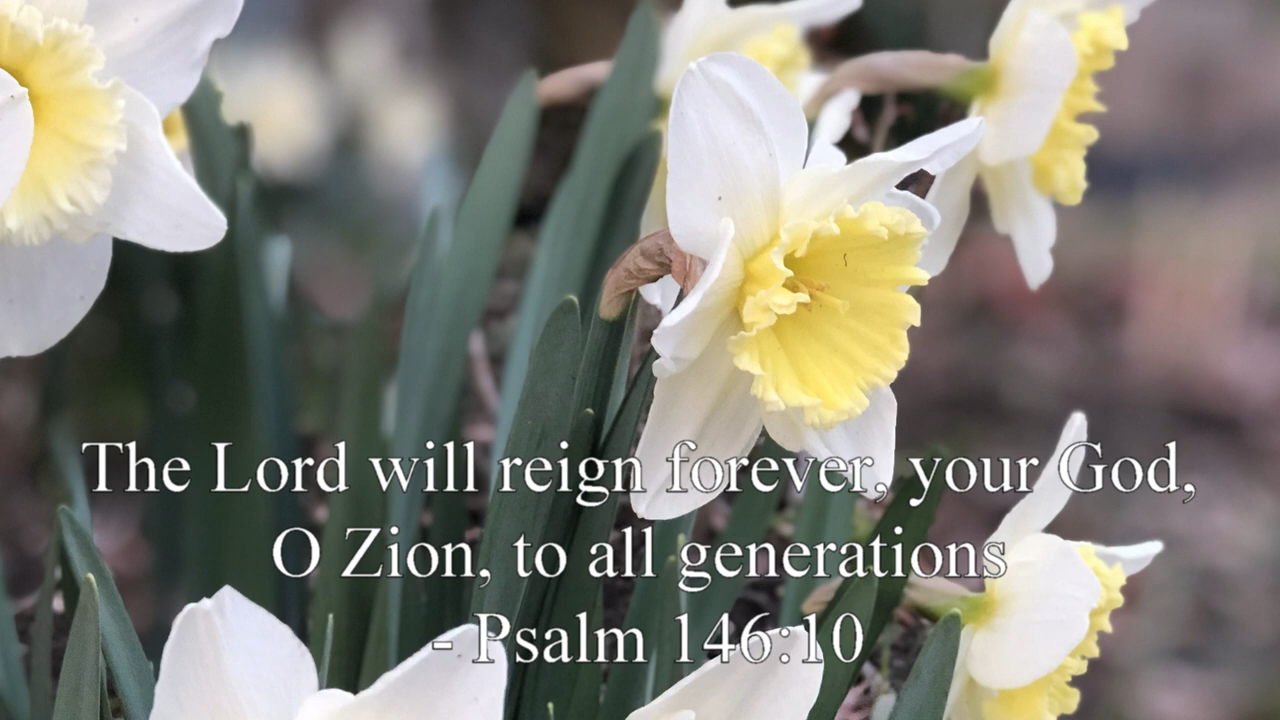 The Lord will reign forever, your God,
O Zion, to all generations
- Psalm 146:10